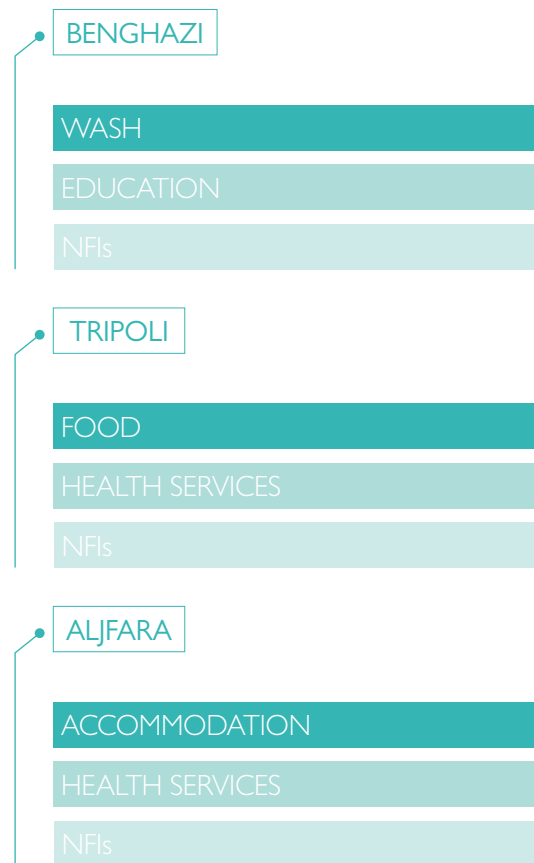 BENGHAZI
WASH
EDUCATION
NFIs
TRIPOLI
FOOD
HEALTH SERVICES
NFIs
ALJFARA
ACCOMMODATION
HEALTH SERVICES
NFIs